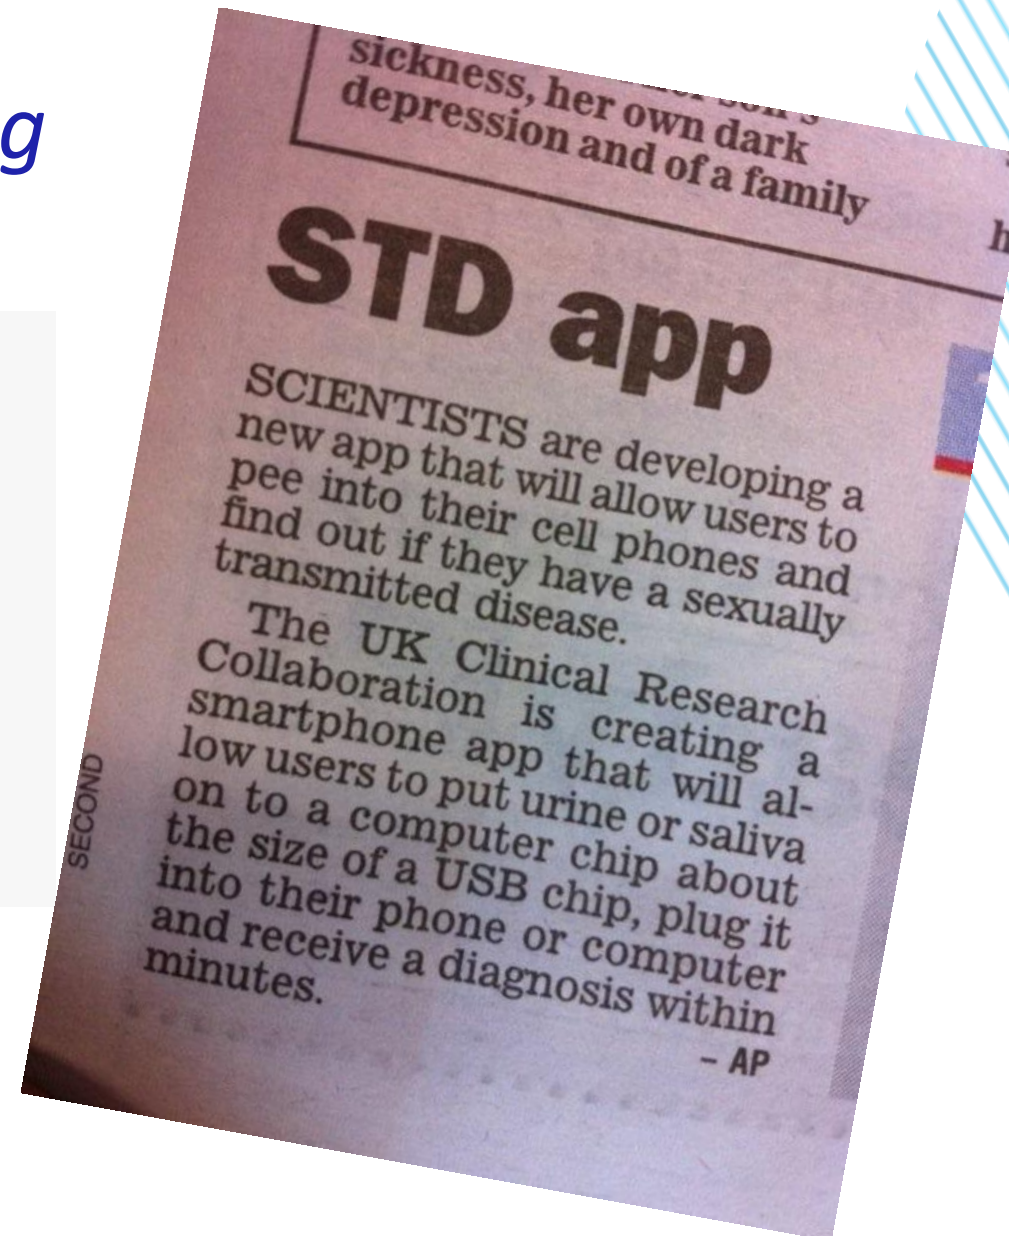 g
sickness, her own dark
depression and of a family
h
STD app
SCIENTISTS are developing a
new app that will allow users to
pee into their cell phones and
find out if they have a sexually
transmitted disease.
The UK Clinical Research
Collaboration is creating a
smartphone app that will al-
low users to put urine or saliva
on to a computer chip about
the size of a USB chip, plug it
into their phone or computer
and receive a diagnosis within
minutes.
– AP
SECOND